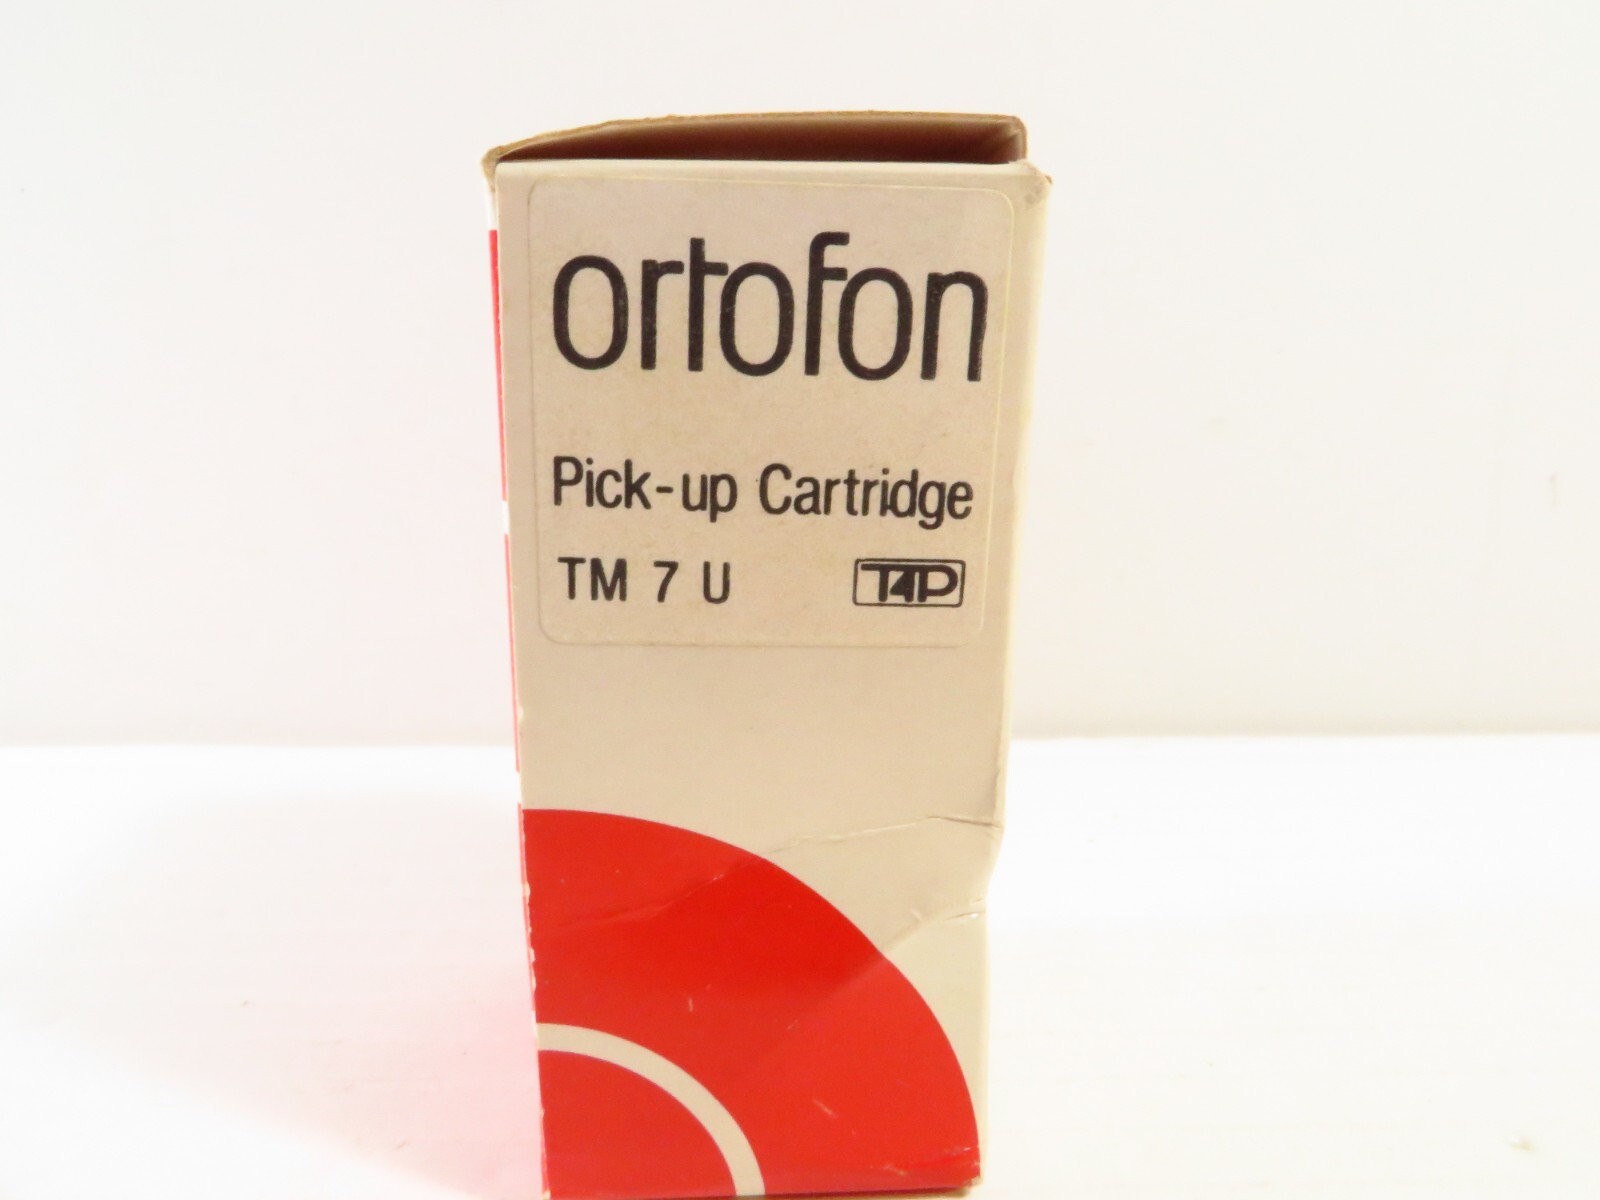 ortofon
Pick-up Cartridge
TM 7 U T4P